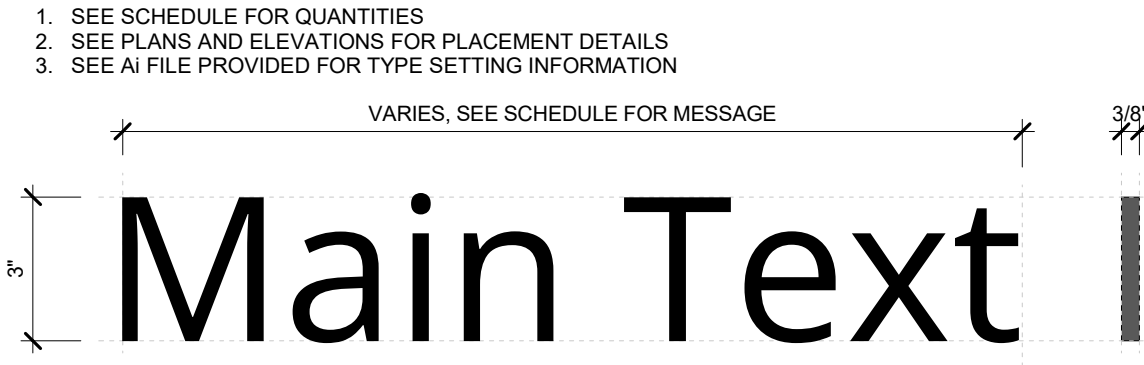 1. SEE SCHEDULE FOR QUANTITIES
2. SEE PLANS AND ELEVATIONS FOR PLACEMENT DETAILS
3. SEE Ai FILE PROVIDED FOR TYPE SETTING INFORMATION
VARIES, SEE SCHEDULE FOR MESSAGE
3/8"
3"
Main Text